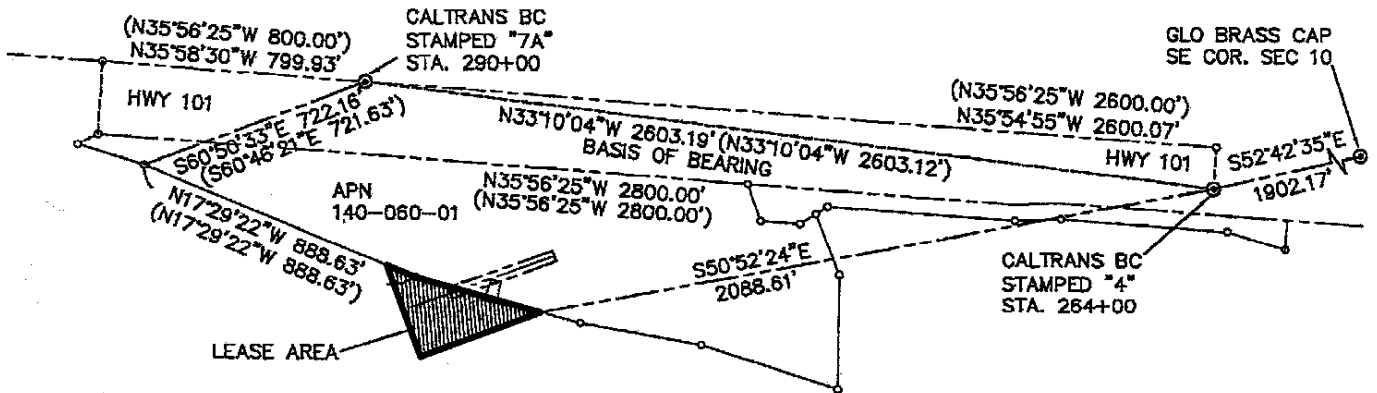 CALTRANS BC
STAMPED "7A"
STA. 290+00
(N35°56'25"W 800.00')
N35°58'30"W 799.93'
HWY 101
S60°50'33"E 722.16'
(S60°46'21"E 721.63')
GLO BRASS CAP
SE COR. SEC 10
(N35°56'25"W 2600.00')
N35°54'55"W 2600.07'
N33°10'04"W 2603.19' (N33°10'04"W 2603.12')
BASIS OF BEARING
HWY 101
S52°42'35"E
1902.17'
APN
140-060-01
N35°56'25"W 2800.00'
(N35°56'25"W 2800.00')
N17°29'22"W 888.63'
(N17°29'22"W 888.63')
S50°52'24"E
2088.61'
CALTRANS BC
STAMPED "4"
STA. 264+00
LEASE AREA